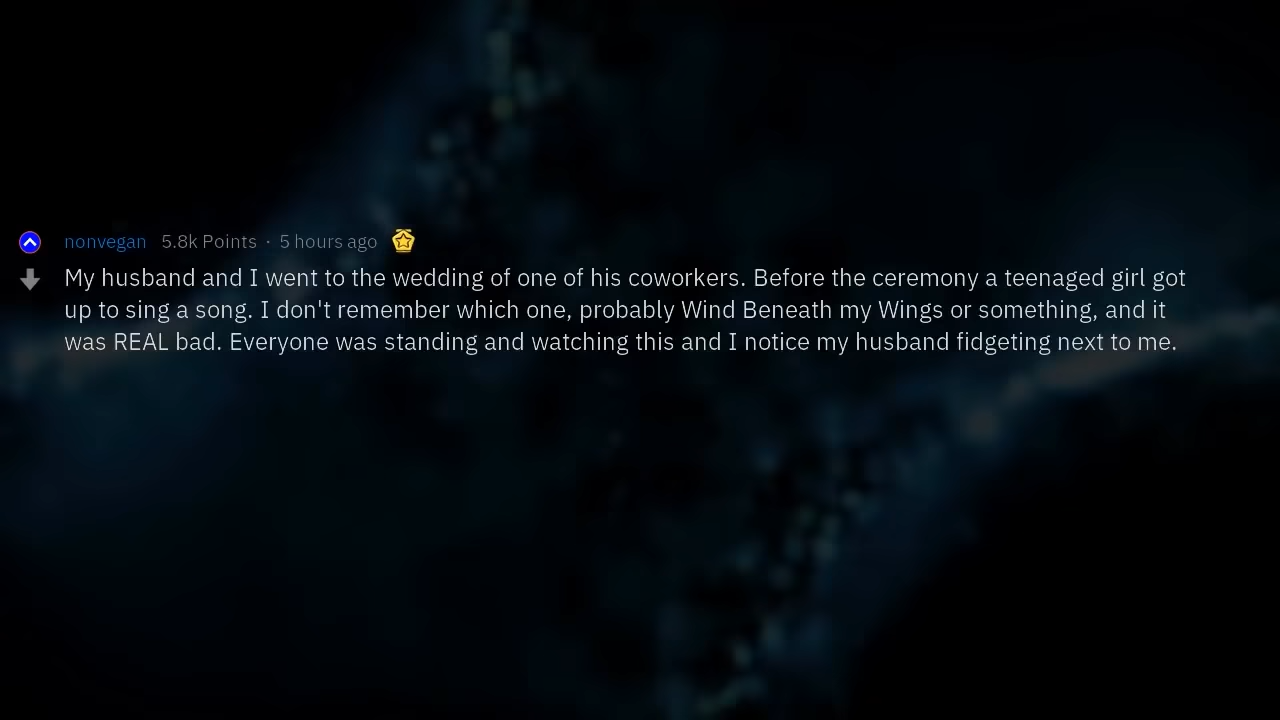 nonvegan 5.8k Points · 5 hours ago
My husband and I went to the wedding of one of his coworkers. Before the ceremony a teenaged girl got
up to sing a song. I don't remember which one, probably Wind Beneath my Wings or something, and it
was REAL bad. Everyone was standing and watching this and I notice my husband fidgeting next to me.